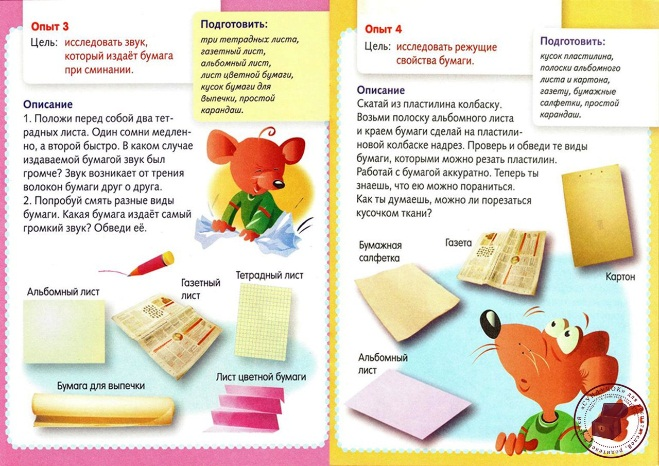 Опыт 3
Цель: исследовать звук,
который издаёт бумага
при сминании.
Подготовить:
три тетрадных листа,
газетный лист,
альбомный лист,
лист цветной бумаги,
кусок бумаги для
выпечки, простой
карандаш.
Описание
1. Положи перед собой два тет-
радных листа. Один сомни медлен-
но, а второй быстро. В каком случае
издаваемой бумагой звук был
громче? Звук возникает от трения
волокон бумаги друг о друга.
2. Попробуй смять разные виды
бумаги. Какая бумага издаёт самый
громкий звук? Обведи её.
Альбомный лист
Газетный
лист
Тетрадный лист
Бумага для выпечки
Лист цветной бумаги
Опыт 4
Цель: исследовать режущие
свойства бумаги.
Подготовить:
кусок пластилина,
полоски альбомного
листа и картона,
газету, бумажные
салфетки, простой
карандаш.
Описание
Скатай из пластилина колбаску.
Возьми полоску альбомного листа
и краем бумаги сделай на пластили-
новой колбаске надрез. Проверь и обведи те виды
бумаги, которыми можно резать пластилин.
Работай с бумагой аккуратно. Теперь ты
знаешь, что ею можно пораниться.
Как ты думаешь, можно ли порезаться
кусочком ткани?
Бумажная
салфетка
Газета
Картон
Альбомный
лист